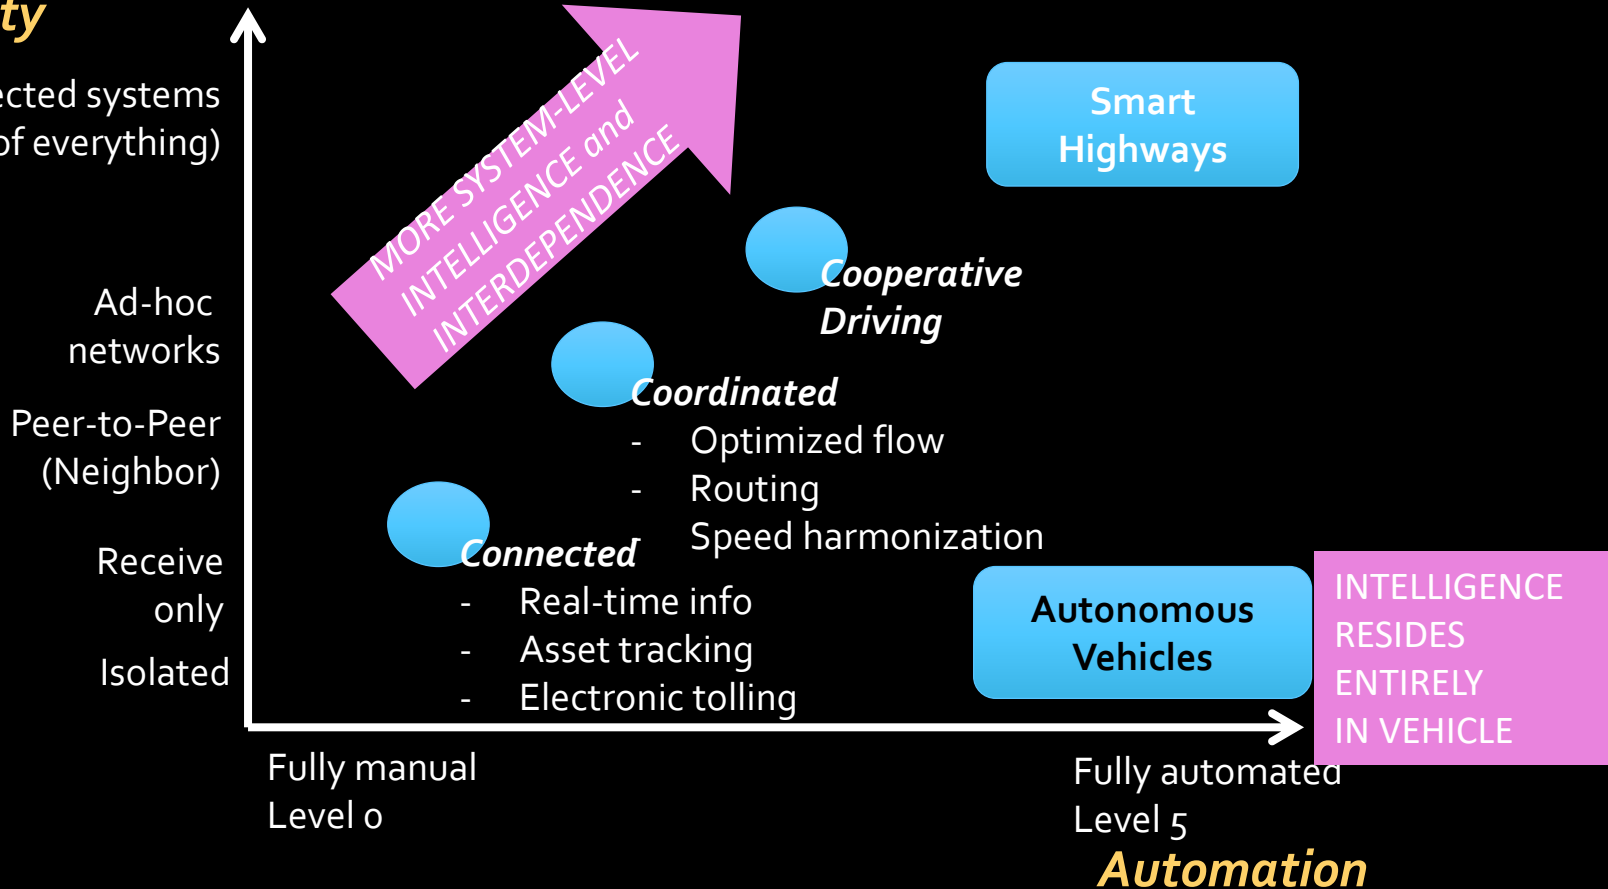 ty
ected systems
of everything)
Ad-hoc
networks
Peer-to-Peer
(Neighbor)
Receive
only
Isolated
MORE SYSTEM-LEVEL
INTELLIGENCE and
INTERDEPENDENCE
Smart
Highways
Cooperative
Driving
Coordinated
- Optimized flow
- Routing
- Speed harmonization
Connected
- Real-time info
- Asset tracking
- Electronic tolling
Autonomous
Vehicles
INTELLIGENCE
RESIDES
ENTIRELY
IN VEHICLE
Fully manual
Level 0
Fully automated
Level 5
Automation